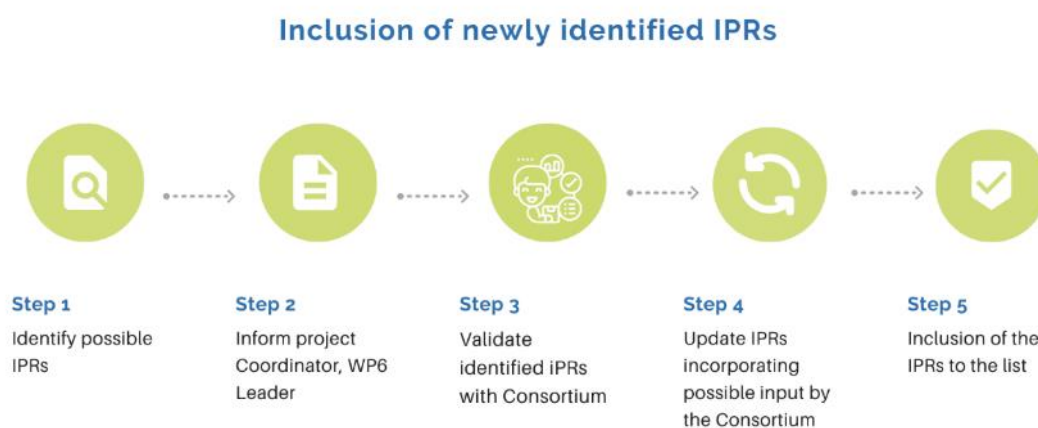 Inclusion of newly identified IPRs
Step 1
Identify possible
IPRs
Step 2
Inform project
Coordinator, WP6
Leader
Step 3
Validate
identified iPRs
with Consortium
Step 4
Update IPRs
incorporating
possible input by
the Consortium
Step 5
Inclusion of the
IPRs to the list